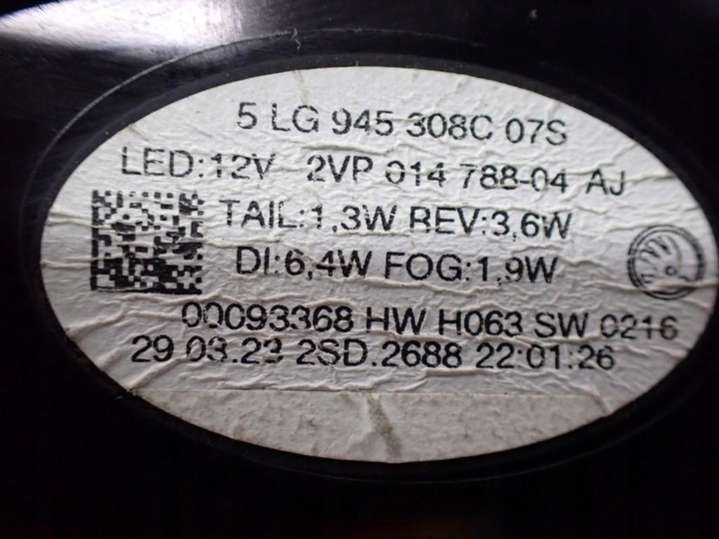 5 LG 945 308C 07S
LED:12V 2VP 014 788-04 AJ
TAIL:1,3W REV:3,6W
DI:6,4W FOG:1,9W
00093368 HW H063 SW 0216
29 03.23 2SD.2688 22:01:26